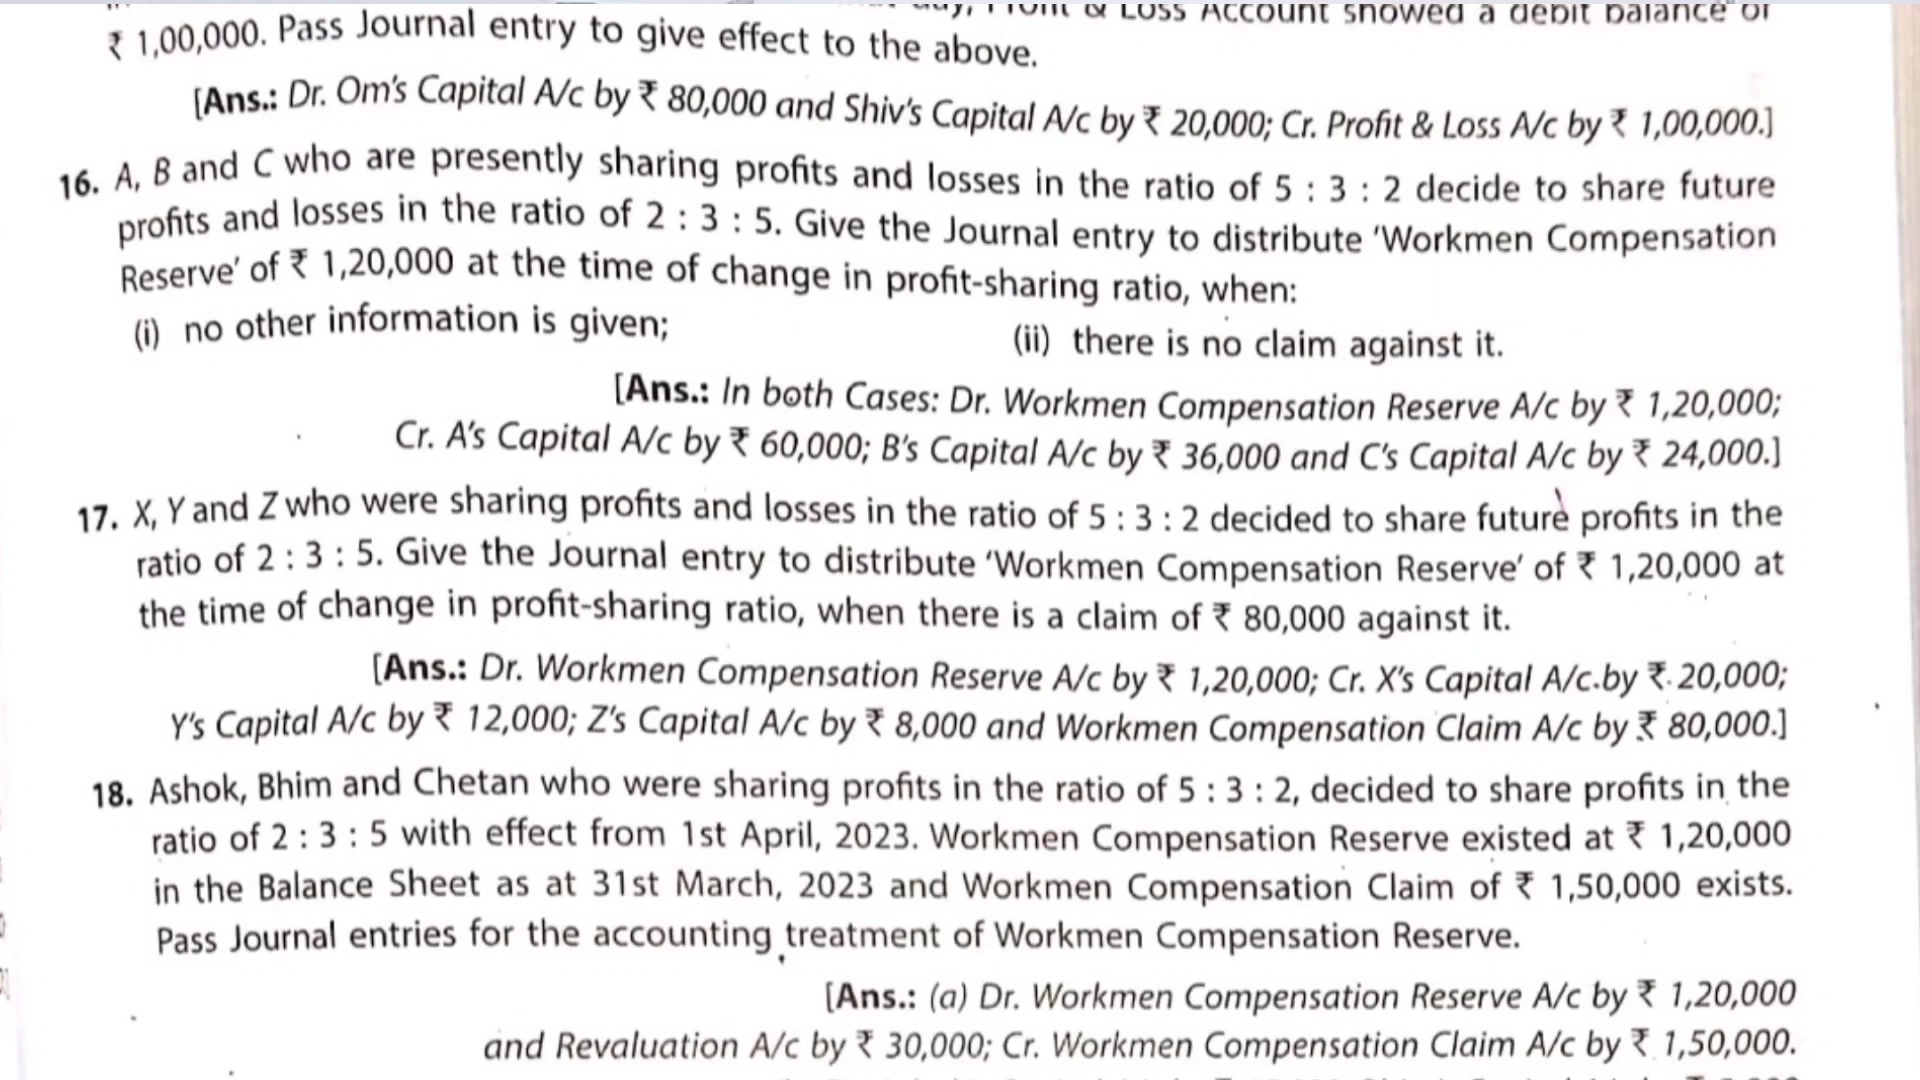 Loss Account showed a debit balance of
₹ 1,00,000. Pass Journal entry to give effect to the above.
[Ans.: Dr. Om's Capital A/c by ₹ 80,000 and Shiv's Capital A/c by ₹ 20,000; Cr. Profit & Loss A/c by ₹ 1,00,000.]
16. A, B and C who are presently sharing profits and losses in the ratio of 5 : 3 : 2 decide to share future
profits and losses in the ratio of 2 : 3 : 5. Give the Journal entry to distribute 'Workmen Compensation
Reserve' of ₹ 1,20,000 at the time of change in profit-sharing ratio, when:
(i) no other information is given; (ii) there is no claim against it.
[Ans.: In both Cases: Dr. Workmen Compensation Reserve A/c by ₹ 1,20,000;
Cr. A's Capital A/c by ₹ 60,000; B's Capital A/c by ₹ 36,000 and C's Capital A/c by ₹ 24,000.]
17. X, Y and Z who were sharing profits and losses in the ratio of 5 : 3 : 2 decided to share future profits in the
ratio of 2 : 3 : 5. Give the Journal entry to distribute 'Workmen Compensation Reserve' of ₹ 1,20,000 at
the time of change in profit-sharing ratio, when there is a claim of ₹ 80,000 against it.
[Ans.: Dr. Workmen Compensation Reserve A/c by ₹ 1,20,000; Cr. X's Capital A/c by ₹ 20,000;
Y's Capital A/c by ₹ 12,000; Z's Capital A/c by ₹ 8,000 and Workmen Compensation Claim A/c by ₹ 80,000.]
18. Ashok, Bhim and Chetan who were sharing profits in the ratio of 5 : 3 : 2, decided to share profits in the
ratio of 2 : 3 : 5 with effect from 1st April, 2023. Workmen Compensation Reserve existed at ₹ 1,20,000
in the Balance Sheet as at 31st March, 2023 and Workmen Compensation Claim of ₹ 1,50,000 exists.
Pass Journal entries for the accounting treatment of Workmen Compensation Reserve.
[Ans.: (a) Dr. Workmen Compensation Reserve A/c by ₹ 1,20,000
and Revaluation A/c by ₹ 30,000; Cr. Workmen Compensation Claim A/c by ₹ 1,50,000.